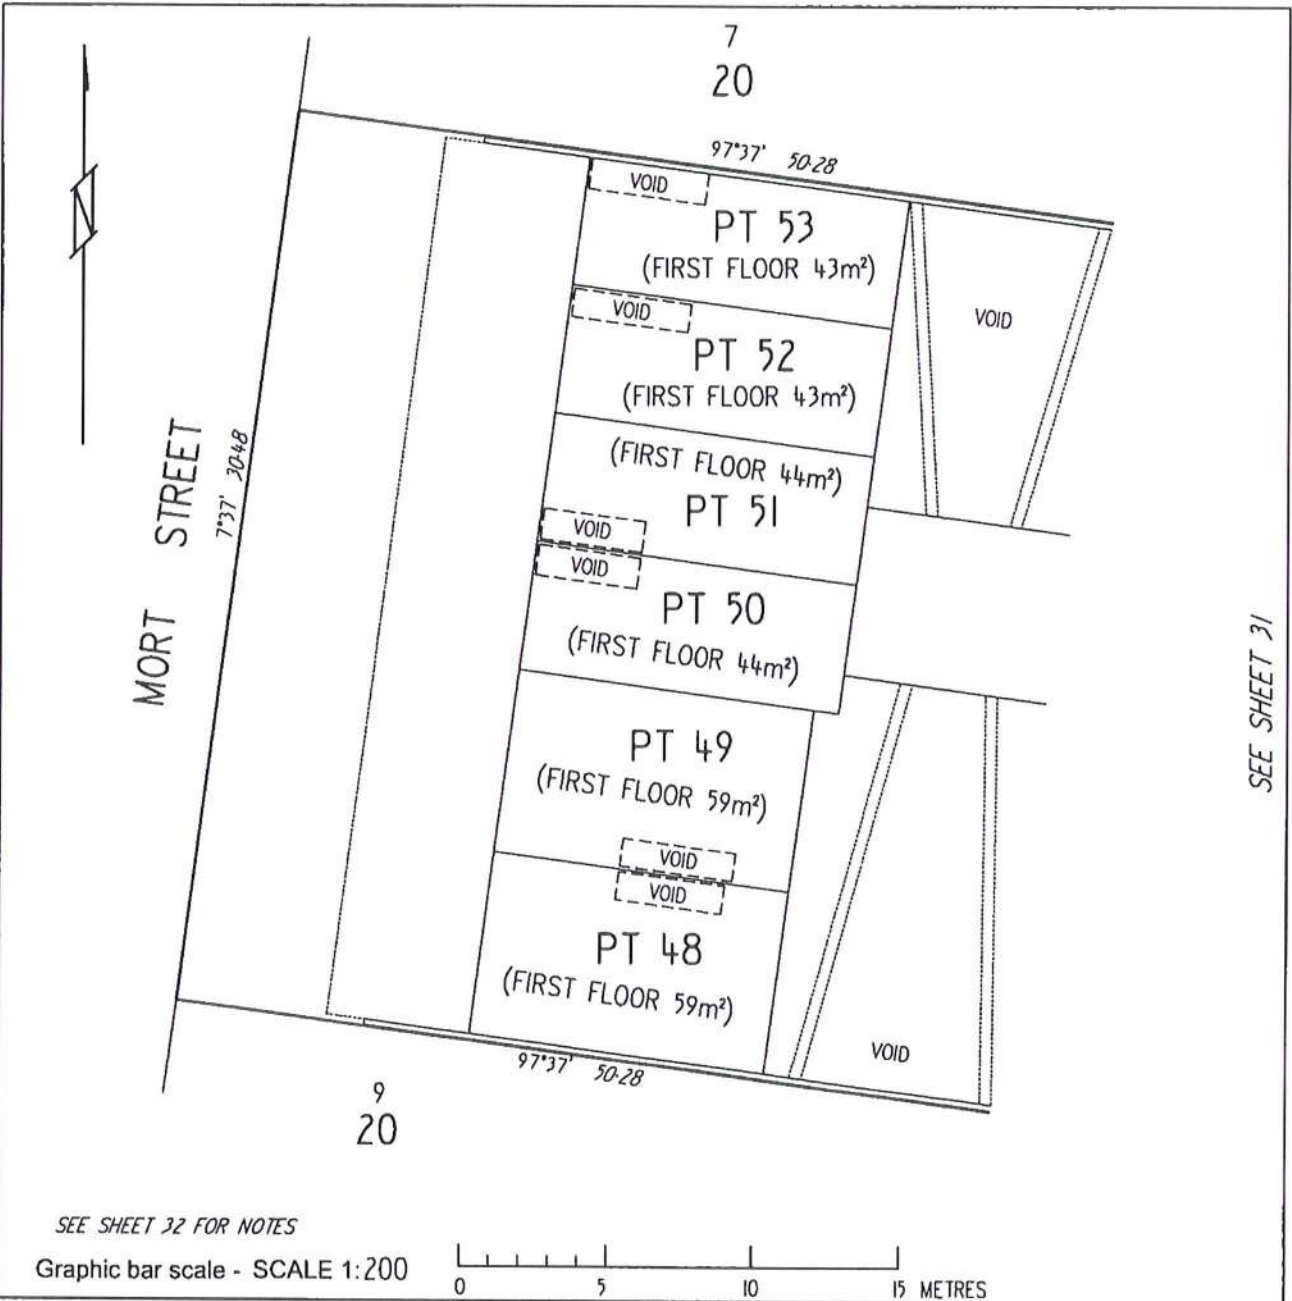 7
20
97°37' 50·28
VOID
PT 53
(FIRST FLOOR 43m²)
VOID
VOID
PT 52
(FIRST FLOOR 43m²)
(FIRST FLOOR 44m²)
PT 51
VOID
VOID
PT 50
(FIRST FLOOR 44m²)
MORT STREET
7°37' 30·48
SEE SHEET 31
PT 49
(FIRST FLOOR 59m²)
VOID
VOID
PT 48
(FIRST FLOOR 59m²)
VOID
97°37' 50·28
9
20
SEE SHEET 32 FOR NOTES
Graphic bar scale - SCALE 1:200
0 5 10 15 METRES